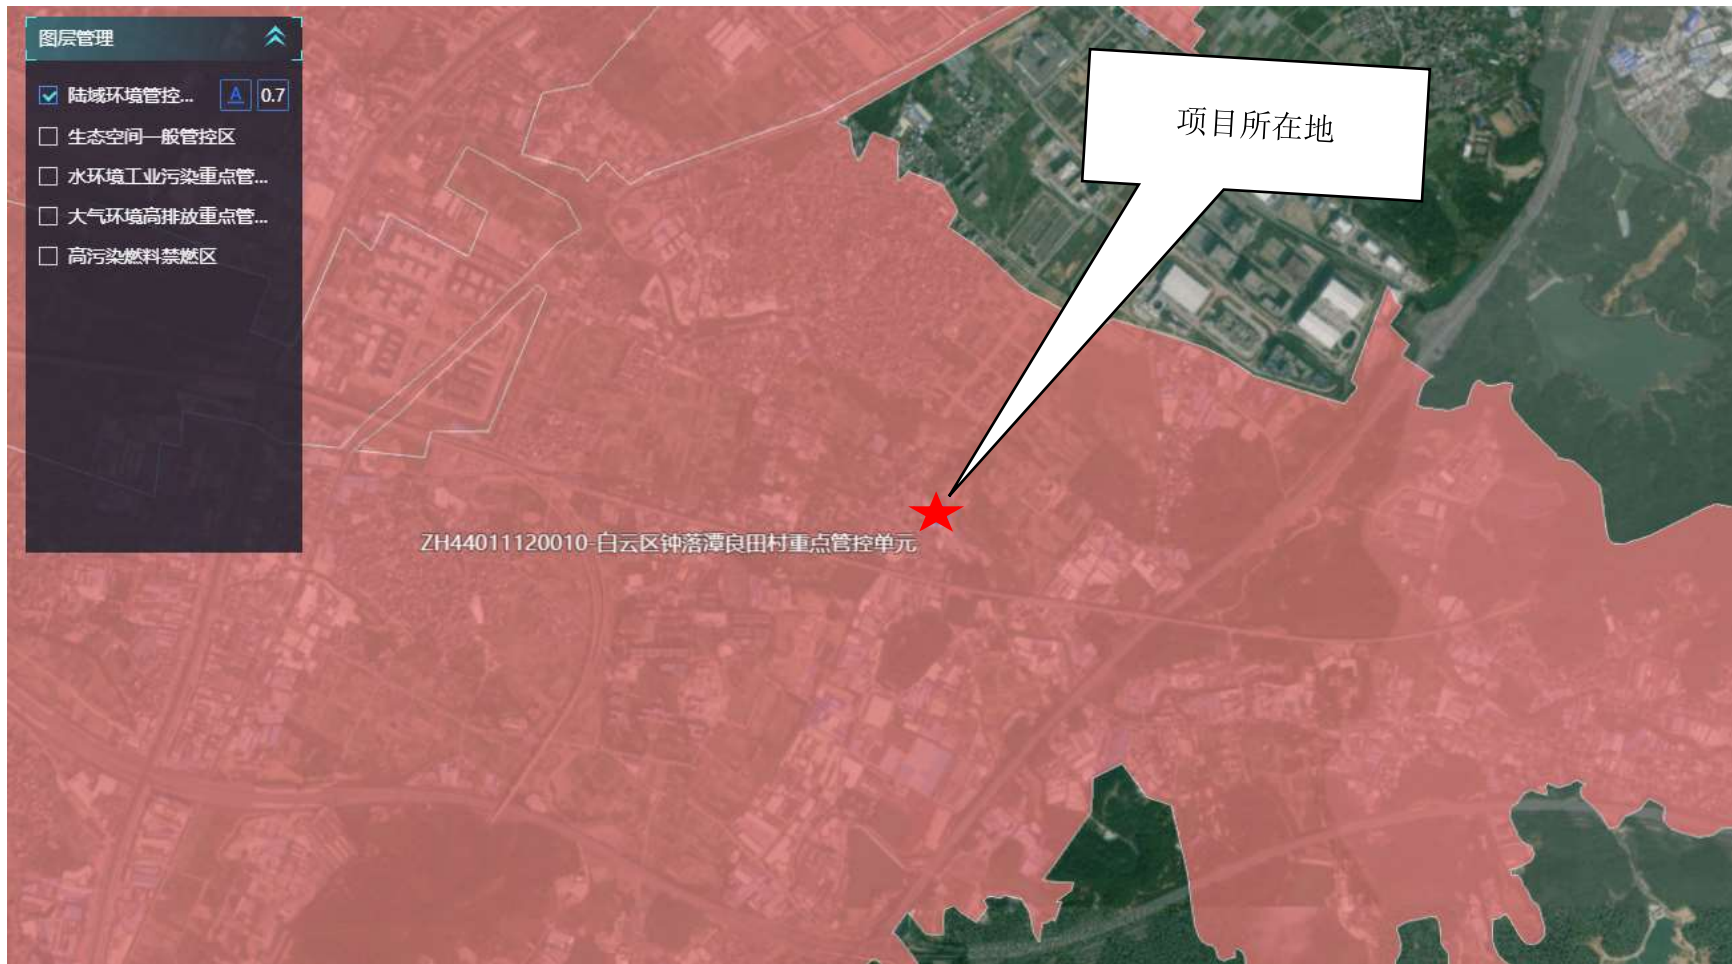 图层管理
陆域环境管控... A 0.7
生态空间一般管控区
水环境工业污染重点管...
大气环境高排放重点管...
高污染燃料禁燃区
项目所在地
ZH44011120010-白云区钟落潭良田村重点管控单元